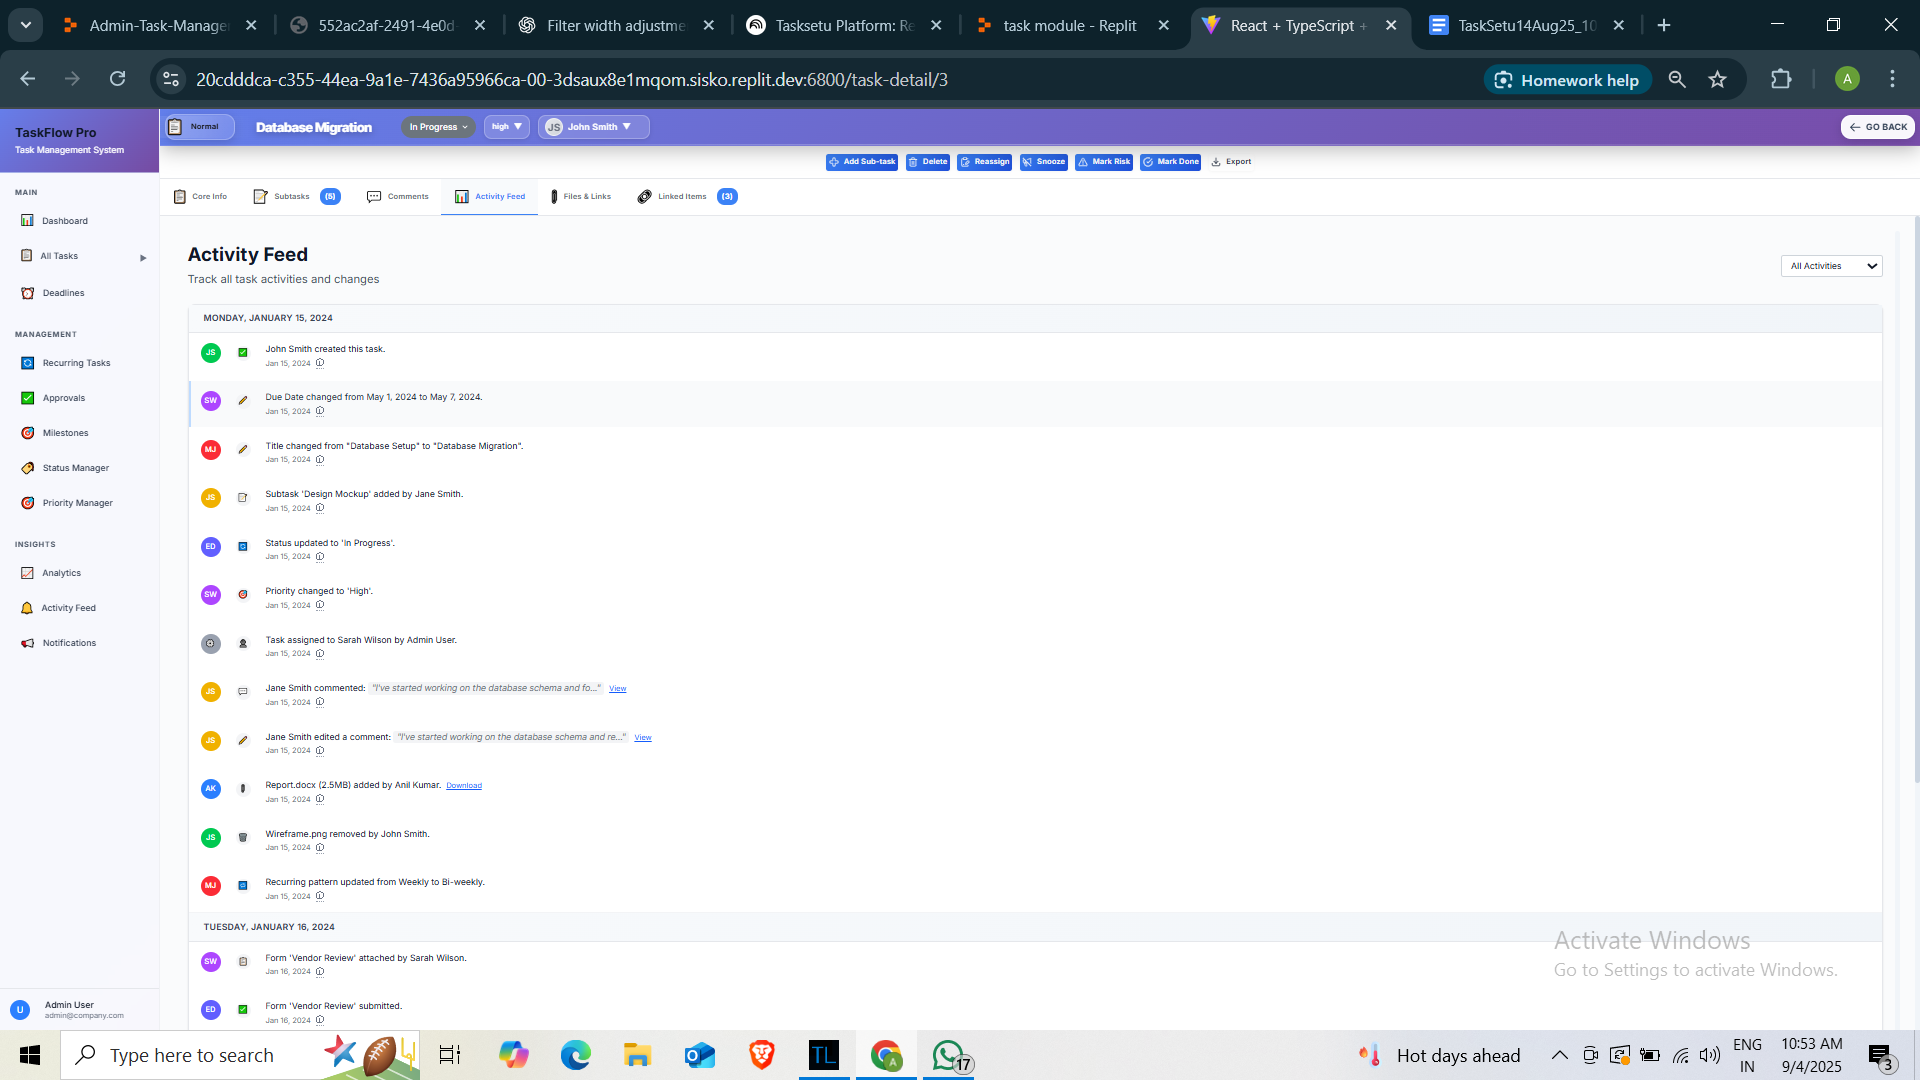 Admin-Task-Manage
552ac2af-2491-4e0d-
Filter width adjustme
Tasksetu Platform: Re
task module - Replit
React + TypeScript +
TaskSetu14Aug25_10
20cdddca-c355-44ea-9a1e-7436a95966ca-00-3dsaux8e1mqom.sisko.replit.dev:6800/task-detail/3
Homework help
A
TaskFlow Pro
Task Management System
Normal
Database Migration
In Progress
high
JS John Smith
GO BACK
Add Sub-task
Delete
Reassign
Snooze
Mark Risk
Mark Done
Export
Core Info
Subtasks (5)
Comments
Activity Feed
Files & Links
Linked Items (3)
MAIN
Dashboard
All Tasks
Deadlines
MANAGEMENT
Recurring Tasks
Approvals
Milestones
Status Manager
Priority Manager
INSIGHTS
Analytics
Activity Feed
Notifications
U
Admin User
admin@company.com
Activity Feed
Track all task activities and changes
All Activities
MONDAY, JANUARY 15, 2024
JS John Smith created this task.
Jan 15, 2024
SW Due Date changed from May 1, 2024 to May 7, 2024.
Jan 15, 2024
MJ Title changed from "Database Setup" to "Database Migration".
Jan 15, 2024
JS Subtask 'Design Mockup' added by Jane Smith.
Jan 15, 2024
ED Status updated to 'In Progress'.
Jan 15, 2024
SW Priority changed to 'High'.
Jan 15, 2024
Task assigned to Sarah Wilson by Admin User.
Jan 15, 2024
JS Jane Smith commented: "I've started working on the database schema and fo..." View
Jan 15, 2024
JS Jane Smith edited a comment: "I've started working on the database schema and re..." View
Jan 15, 2024
AK Report.docx (2.5MB) added by Anil Kumar. Download
Jan 15, 2024
JS Wireframe.png removed by John Smith.
Jan 15, 2024
MJ Recurring pattern updated from Weekly to Bi-weekly.
Jan 15, 2024
TUESDAY, JANUARY 16, 2024
SW Form 'Vendor Review' attached by Sarah Wilson.
Jan 16, 2024
ED Form 'Vendor Review' submitted.
Jan 16, 2024
Activate Windows
Go to Settings to activate Windows.
Type here to search
TL
A
17
Hot days ahead
ENG
IN
10:53 AM
9/4/2025
3